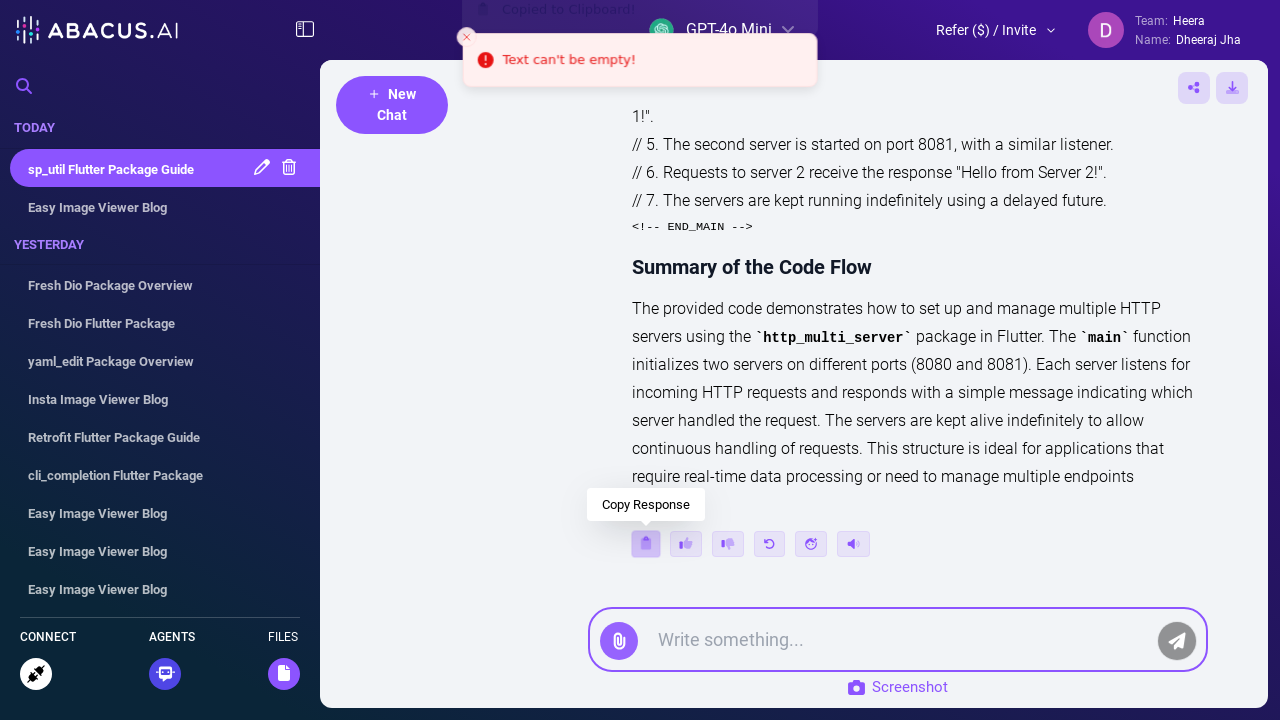 ABACUS.AI
Copied to Clipboard!
GPT-4o Mini
Text can't be empty!
Refer ($) / Invite
D
Team: Heera
Name: Dheeraj Jha
New Chat
TODAY
sp_util Flutter Package Guide
Easy Image Viewer Blog
YESTERDAY
Fresh Dio Package Overview
Fresh Dio Flutter Package
yaml_edit Package Overview
Insta Image Viewer Blog
Retrofit Flutter Package Guide
cli_completion Flutter Package
Easy Image Viewer Blog
Easy Image Viewer Blog
Easy Image Viewer Blog
CONNECT
AGENTS
FILES
1!".
// 5. The second server is started on port 8081, with a similar listener.
// 6. Requests to server 2 receive the response "Hello from Server 2!".
// 7. The servers are kept running indefinitely using a delayed future.
<!-- END_MAIN -->
Summary of the Code Flow
The provided code demonstrates how to set up and manage multiple HTTP
servers using the `http_multi_server` package in Flutter. The `main` function
initializes two servers on different ports (8080 and 8081). Each server listens for
incoming HTTP requests and responds with a simple message indicating which
server handled the request. The servers are kept alive indefinitely to allow
continuous handling of requests. This structure is ideal for applications that
require real-time data processing or need to manage multiple endpoints
Copy Response
Write something...
Screenshot